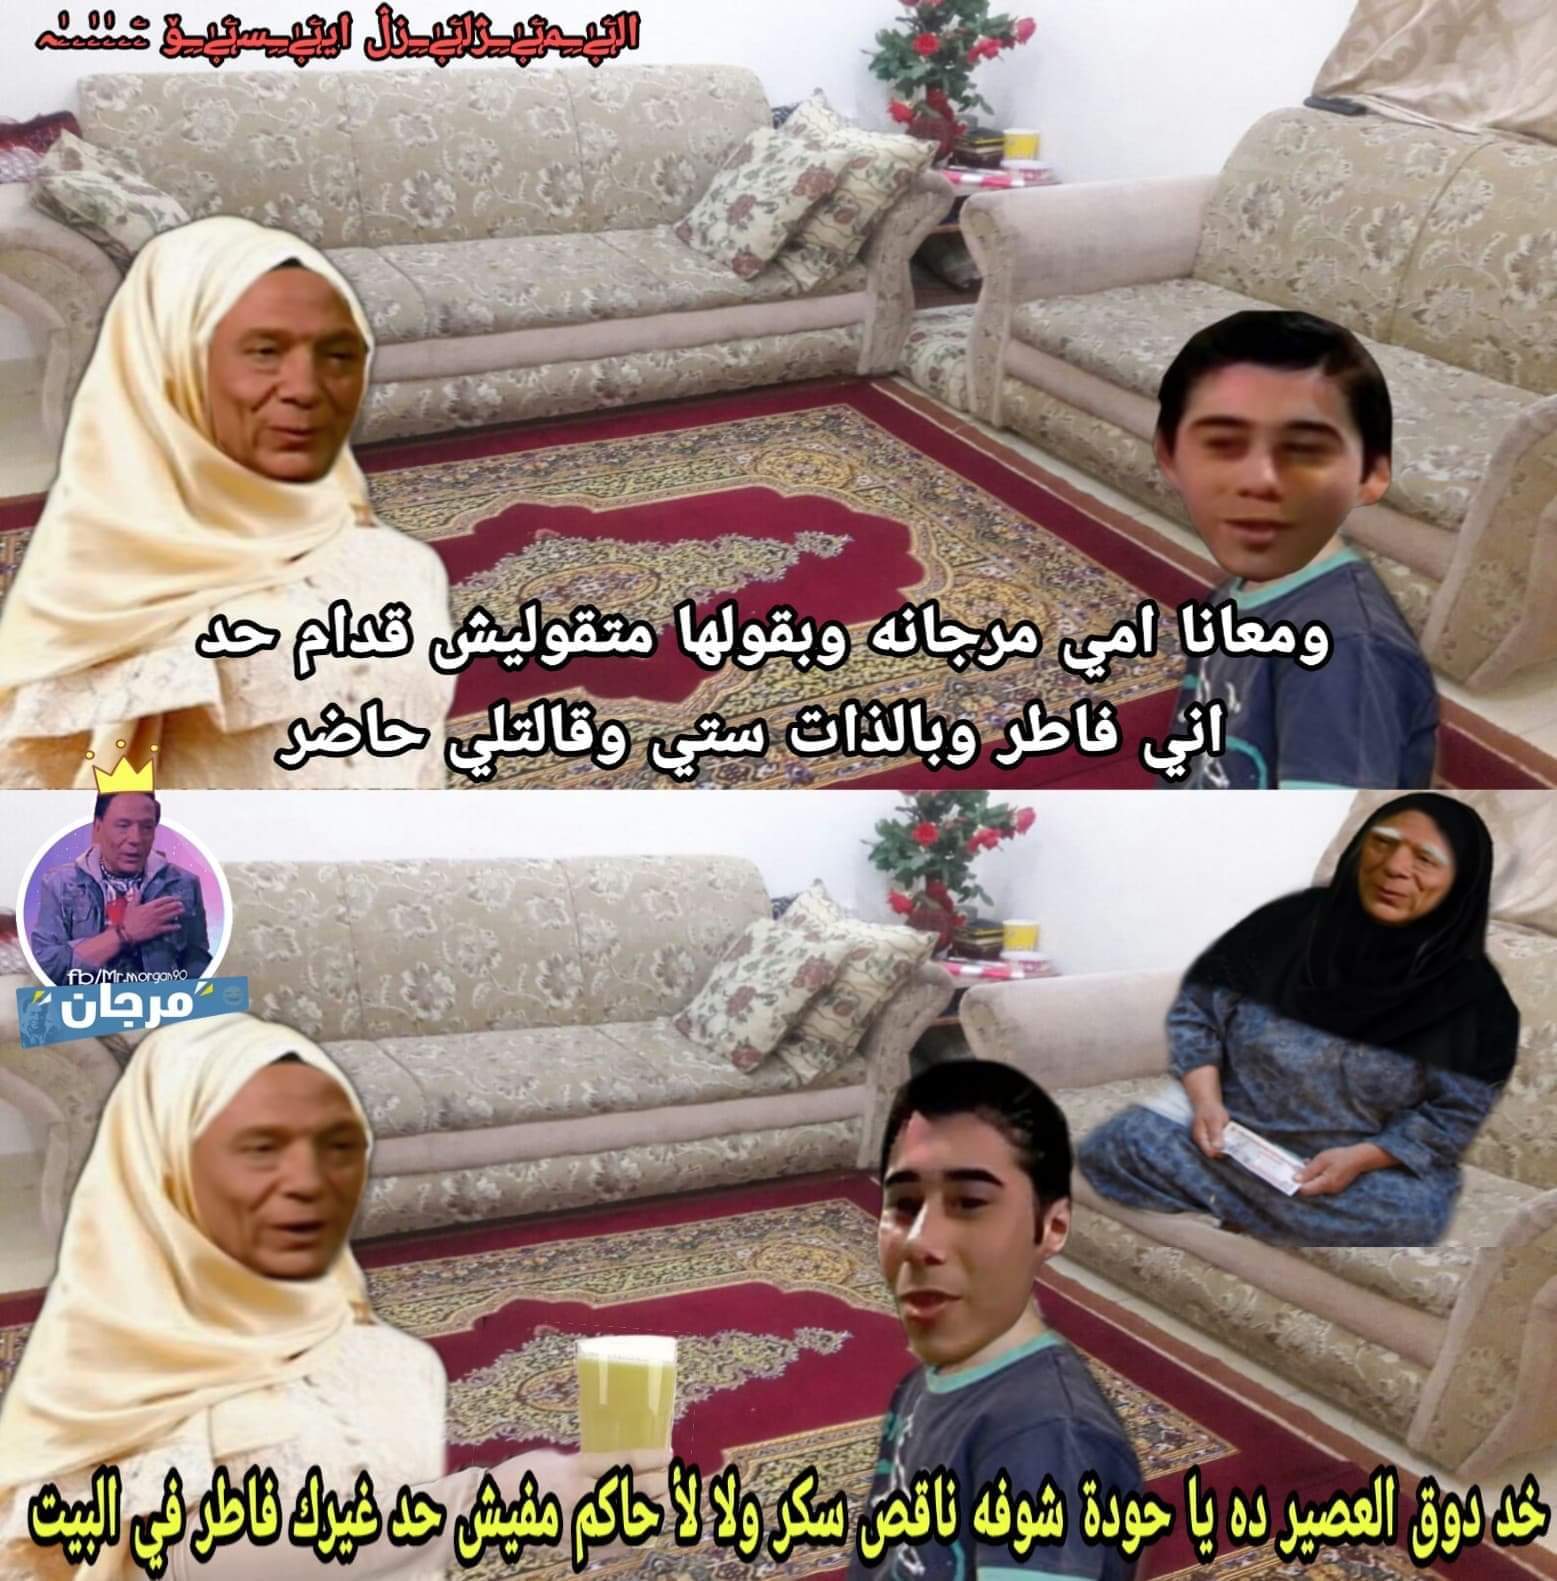 ومعانا امي مرجانه وبقولها متقوليش قدام حد
اني فاطر وبالذات ستي وقالتلي حاضر
fb/Mr.morgan90
مرجان
خد دوق العصير ده يا حودة شوفه ناقص سكر ولا لأ حاكم مفيش حد غيرك فاطر في البيت